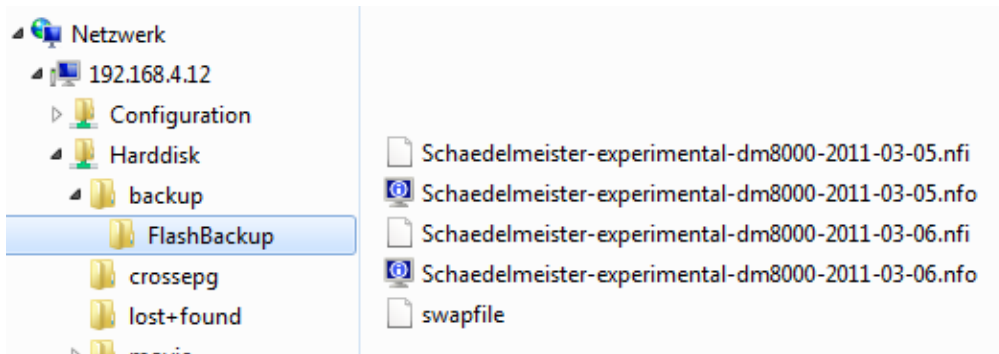 Netzwerk
192.168.4.12
Configuration
Harddisk
backup
FlashBackup
crossepg
lost+found
Schaedelmeister-experimental-dm8000-2011-03-05.nfi
Schaedelmeister-experimental-dm8000-2011-03-05.nfo
Schaedelmeister-experimental-dm8000-2011-03-06.nfi
Schaedelmeister-experimental-dm8000-2011-03-06.nfo
swapfile